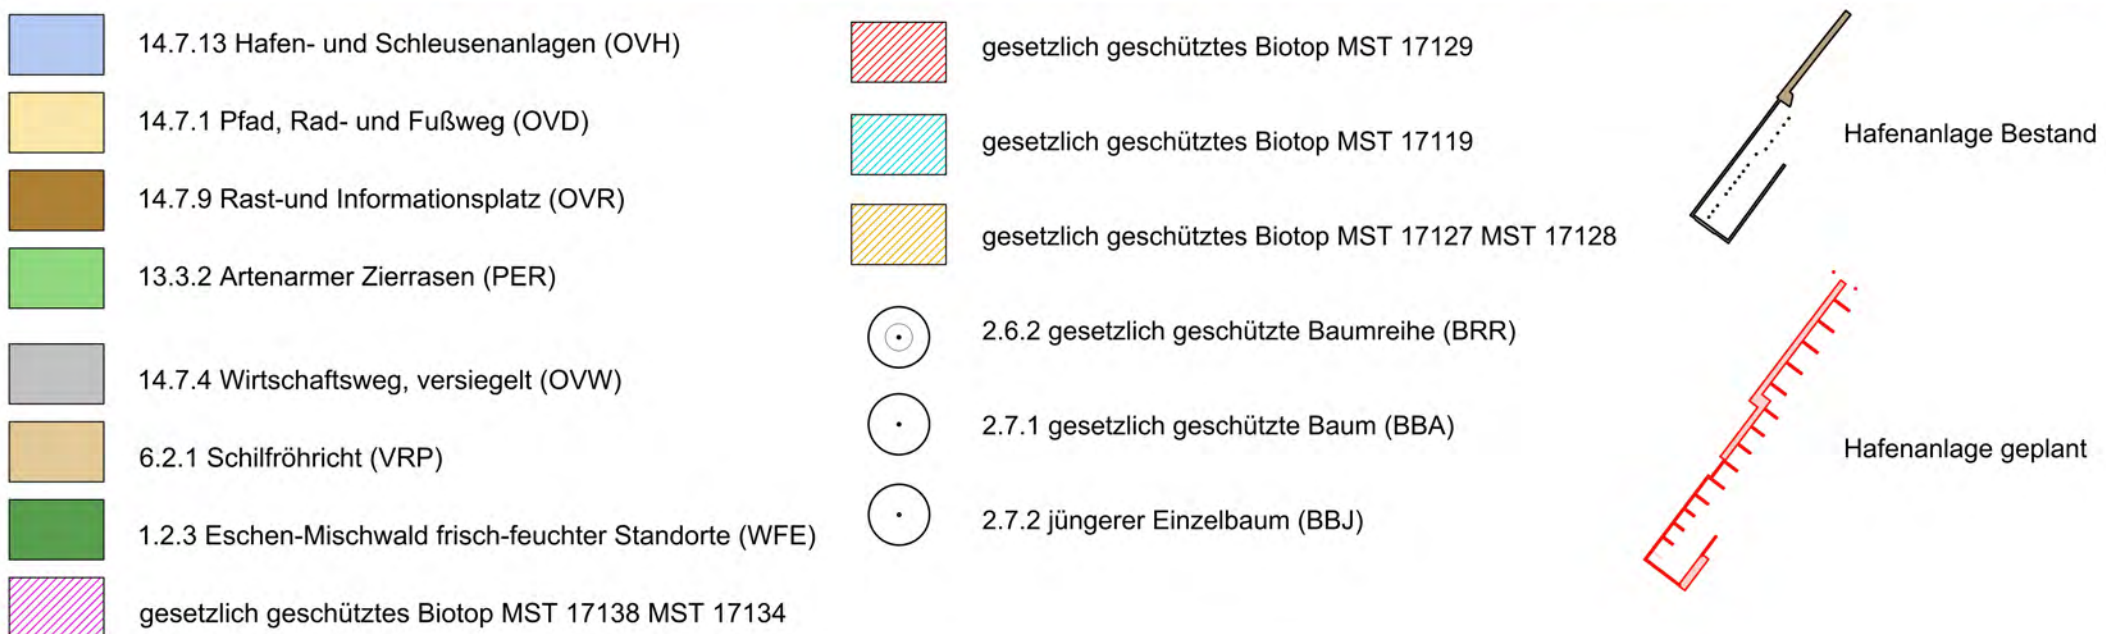 14.7.13 Hafen- und Schleusenanlagen (OVH)
14.7.1 Pfad, Rad- und Fußweg (OVD)
14.7.9 Rast-und Informationsplatz (OVR)
13.3.2 Artenarmer Zierrasen (PER)
14.7.4 Wirtschaftsweg, versiegelt (OVW)
6.2.1 Schilfröhricht (VRP)
1.2.3 Eschen-Mischwald frisch-feuchter Standorte (WFE)
gesetzlich geschütztes Biotop MST 17138 MST 17134
gesetzlich geschütztes Biotop MST 17129
gesetzlich geschütztes Biotop MST 17119
gesetzlich geschütztes Biotop MST 17127 MST 17128
2.6.2 gesetzlich geschützte Baumreihe (BRR)
2.7.1 gesetzlich geschützte Baum (BBA)
2.7.2 jüngerer Einzelbaum (BBJ)
Hafenanlage Bestand
Hafenanlage geplant